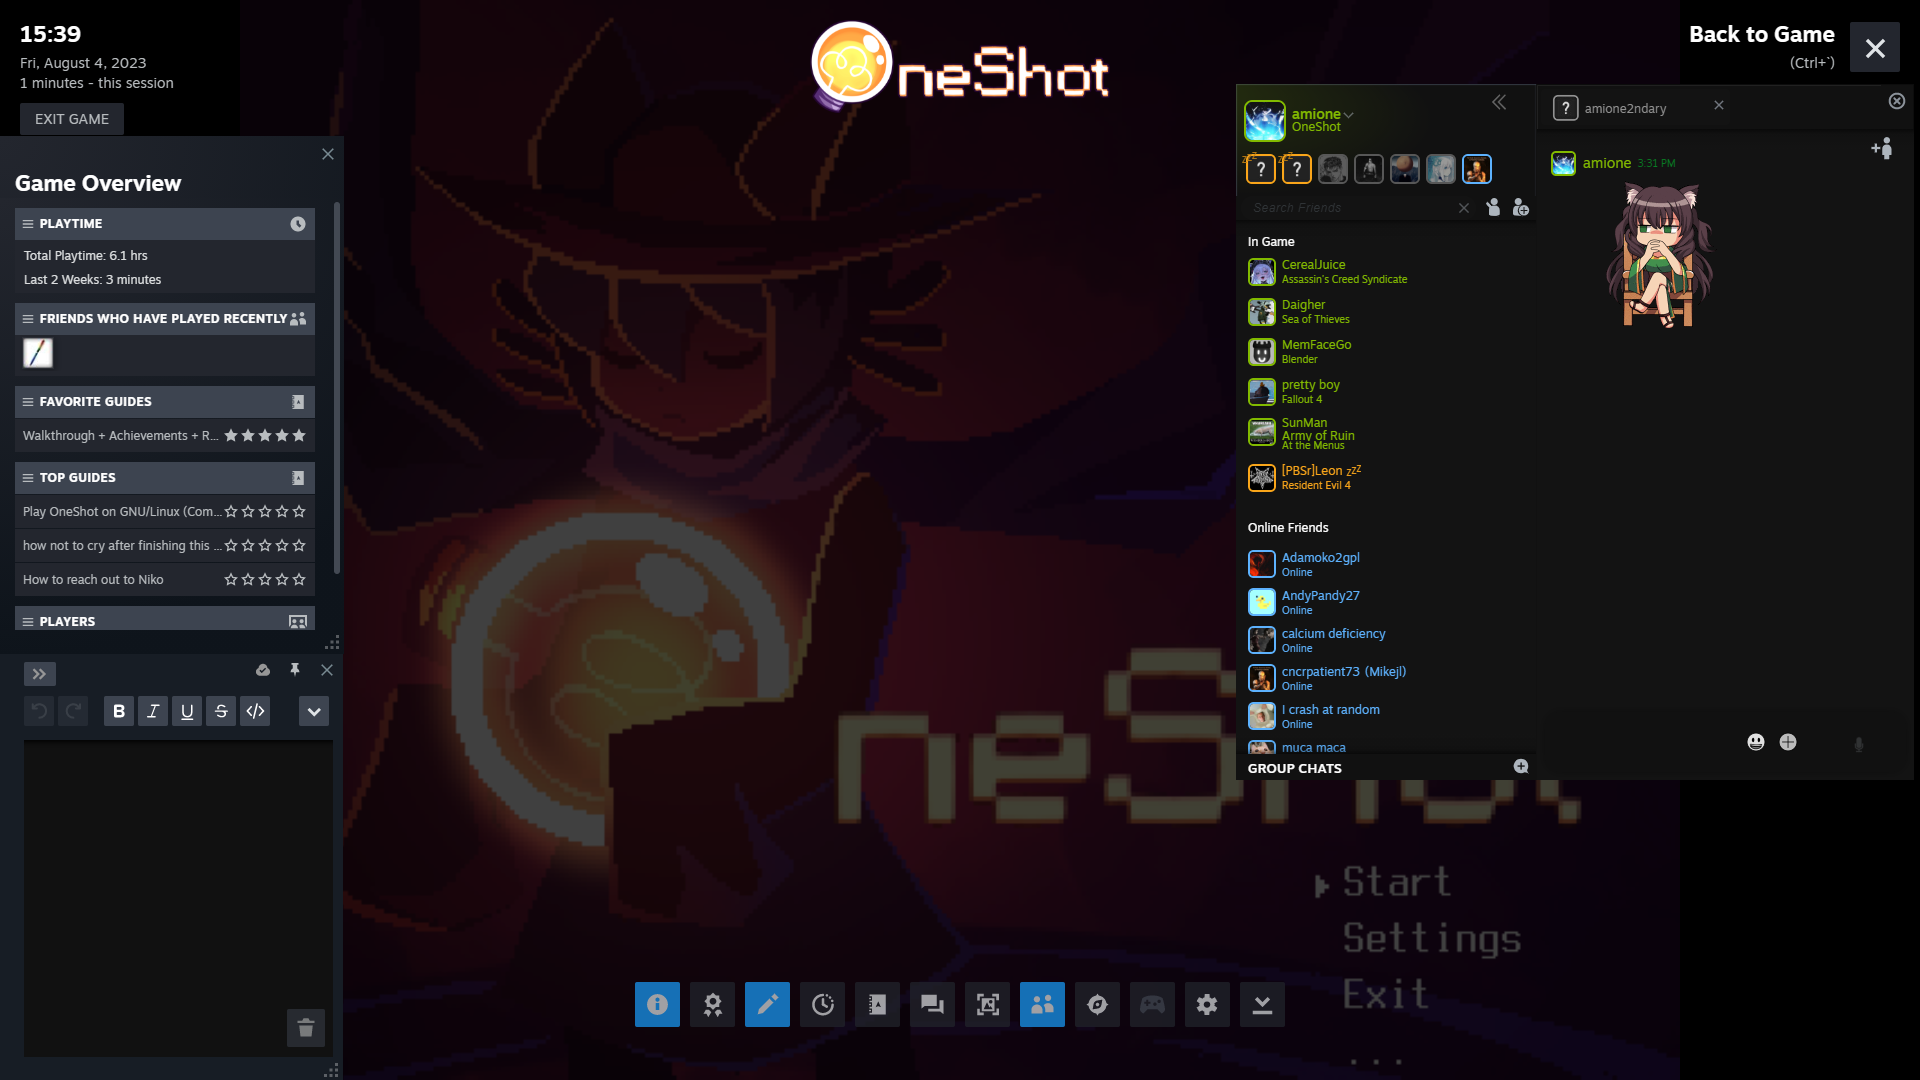 15:39
Fri, August 4, 2023
1 minutes - this session
EXIT GAME
neShot
Back to Game
(Ctrl+`)
Game Overview
PLAYTIME
Total Playtime: 6.1 hrs
Last 2 Weeks: 3 minutes
FRIENDS WHO HAVE PLAYED RECENTLY
FAVORITE GUIDES
Walkthrough + Achievements + R...
TOP GUIDES
Play OneShot on GNU/Linux (Com...
how not to cry after finishing this ...
How to reach out to Niko
PLAYERS
B I U S </>
amione
OneShot
zzZ ? zzZ ?
Search Friends
In Game
CerealJuice
Assassin's Creed Syndicate
Daigher
Sea of Thieves
MemFaceGo
Blender
pretty boy
Fallout 4
SunMan
Army of Ruin
At the Menus
[PBSr]Leon zzZ
Resident Evil 4
Online Friends
Adamoko2gpl
Online
AndyPandy27
Online
calcium deficiency
Online
cncrpatient73 (Mikejl)
Online
I crash at random
Online
muca maca
GROUP CHATS
? amione2ndary
amione 3:31 PM
neShot
Start
Settings
Exit
...